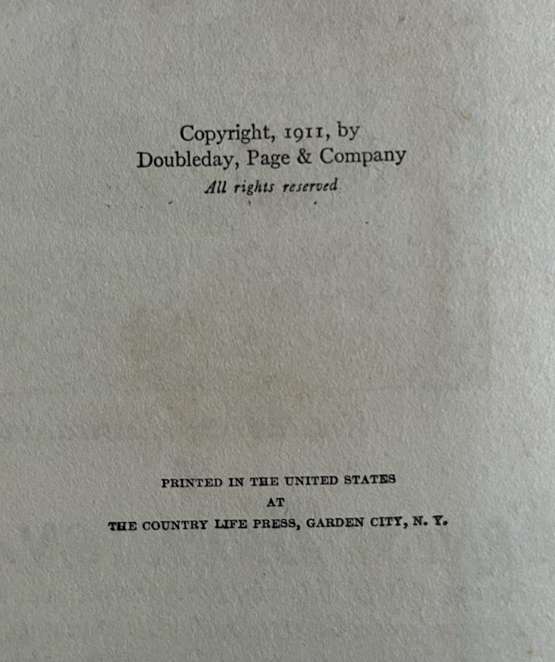 Copyright, 1911, by
Doubleday, Page & Company
All rights reserved
PRINTED IN THE UNITED STATES
AT
THE COUNTRY LIFE PRESS, GARDEN CITY, N. Y.